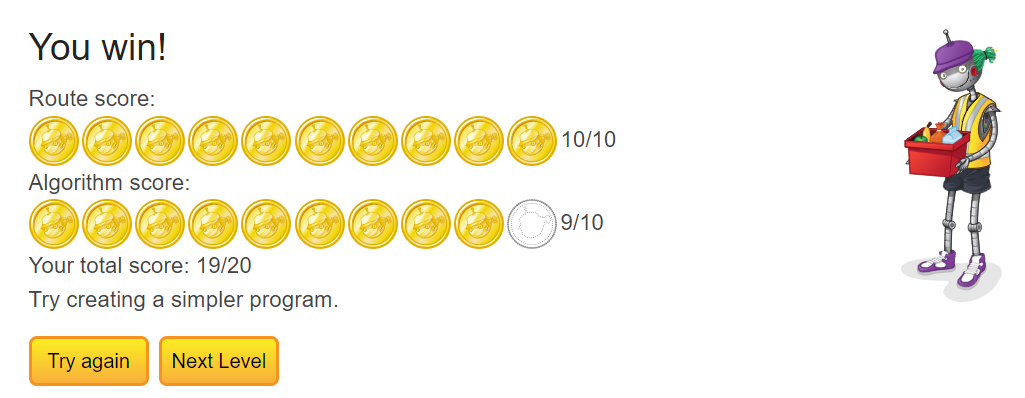 You win!
Route score:
10/10
Algorithm score:
9/10
Your total score: 19/20
Try creating a simpler program.
Try again
Next Level